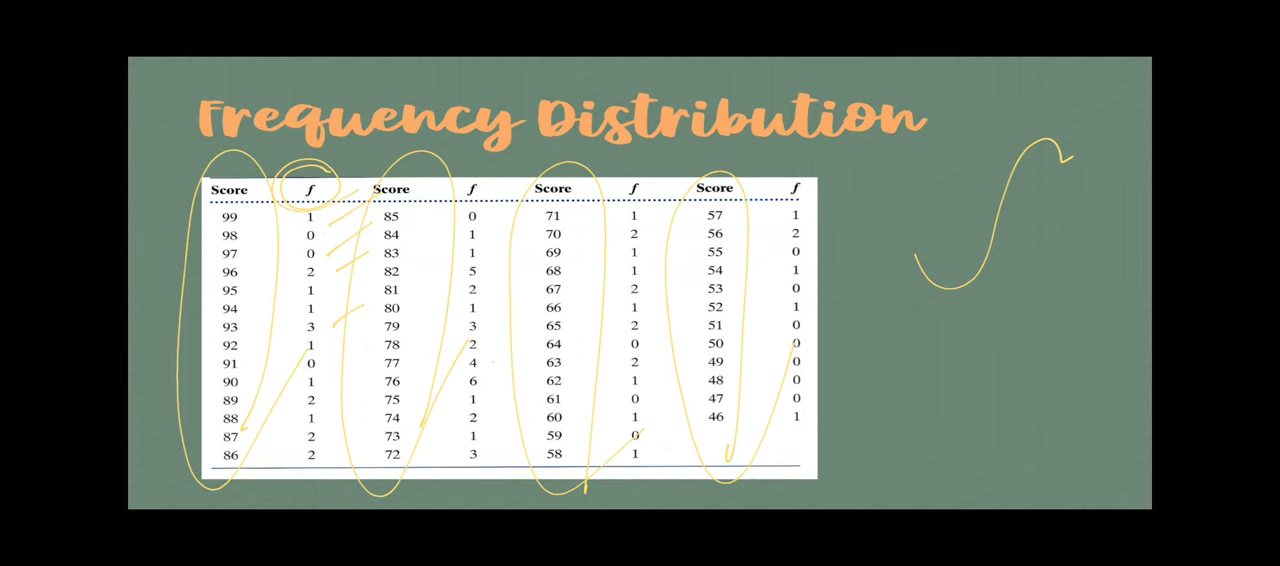 Frequency Distribution
Score f Score f Score f Score f
99 1 85 0 71 1 57 1
98 0 84 1 70 2 56 2
97 0 83 1 69 1 55 0
96 2 82 5 68 1 54 1
95 1 81 2 67 2 53 0
94 1 80 1 66 1 52 1
93 3 79 3 65 2 51 0
92 1 78 2 64 0 50 0
91 0 77 4 63 2 49 0
90 1 76 6 62 1 48 0
89 2 75 1 61 0 47 0
88 1 74 2 60 1 46 1
87 2 73 1 59 0
86 2 72 3 58 1